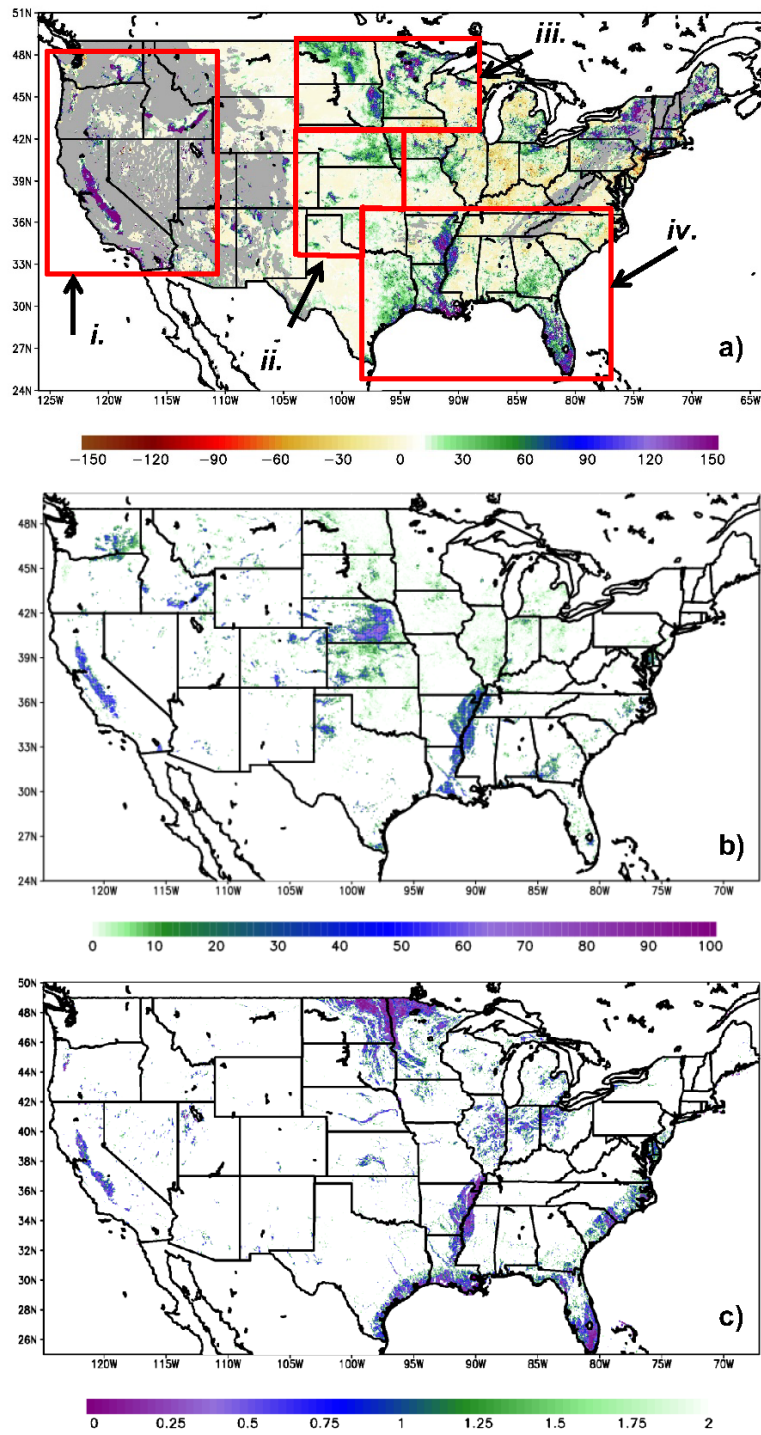 51N
48N
45N
42N
39N
36N
33N
30N
27N
24N
iii.
iv.
i.
ii.
a)
125W 120W 115W 110W 105W 100W 95W 90W 85W 80W 75W 70W 65W
−150 −120 −90 −60 −30 0 30 60 90 120 150
48N
45N
42N
39N
36N
33N
30N
27N
24N
b)
120W 115W 110W 105W 100W 95W 90W 85W 80W 75W 70W
0 10 20 30 40 50 60 70 80 90 100
50N
48N
46N
44N
42N
40N
38N
36N
34N
32N
30N
28N
26N
c)
120W 115W 110W 105W 100W 95W 90W 85W 80W 75W 70W
0 0.25 0.5 0.75 1 1.25 1.5 1.75 2